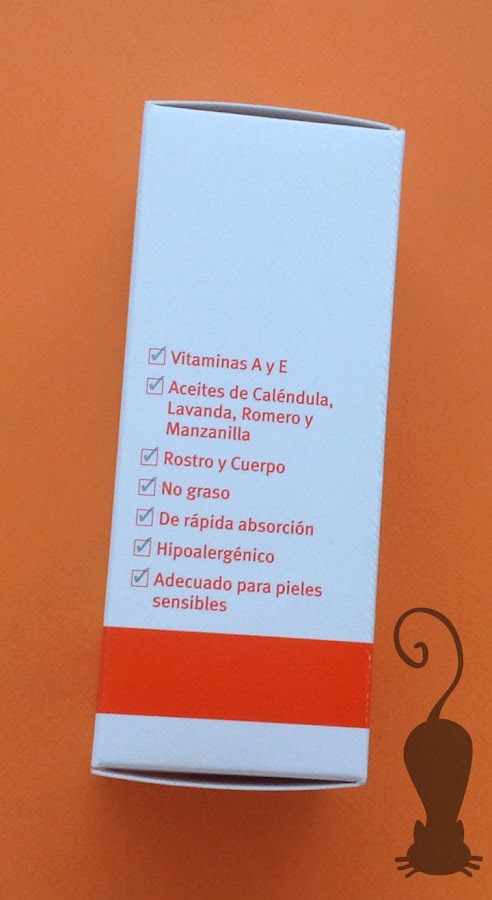 Vitaminas A y E
Aceites de Caléndula,
Lavanda, Romero y
Manzanilla
Rostro y Cuerpo
No graso
De rápida absorción
Hipoalergénico
Adecuado para pieles
sensibles